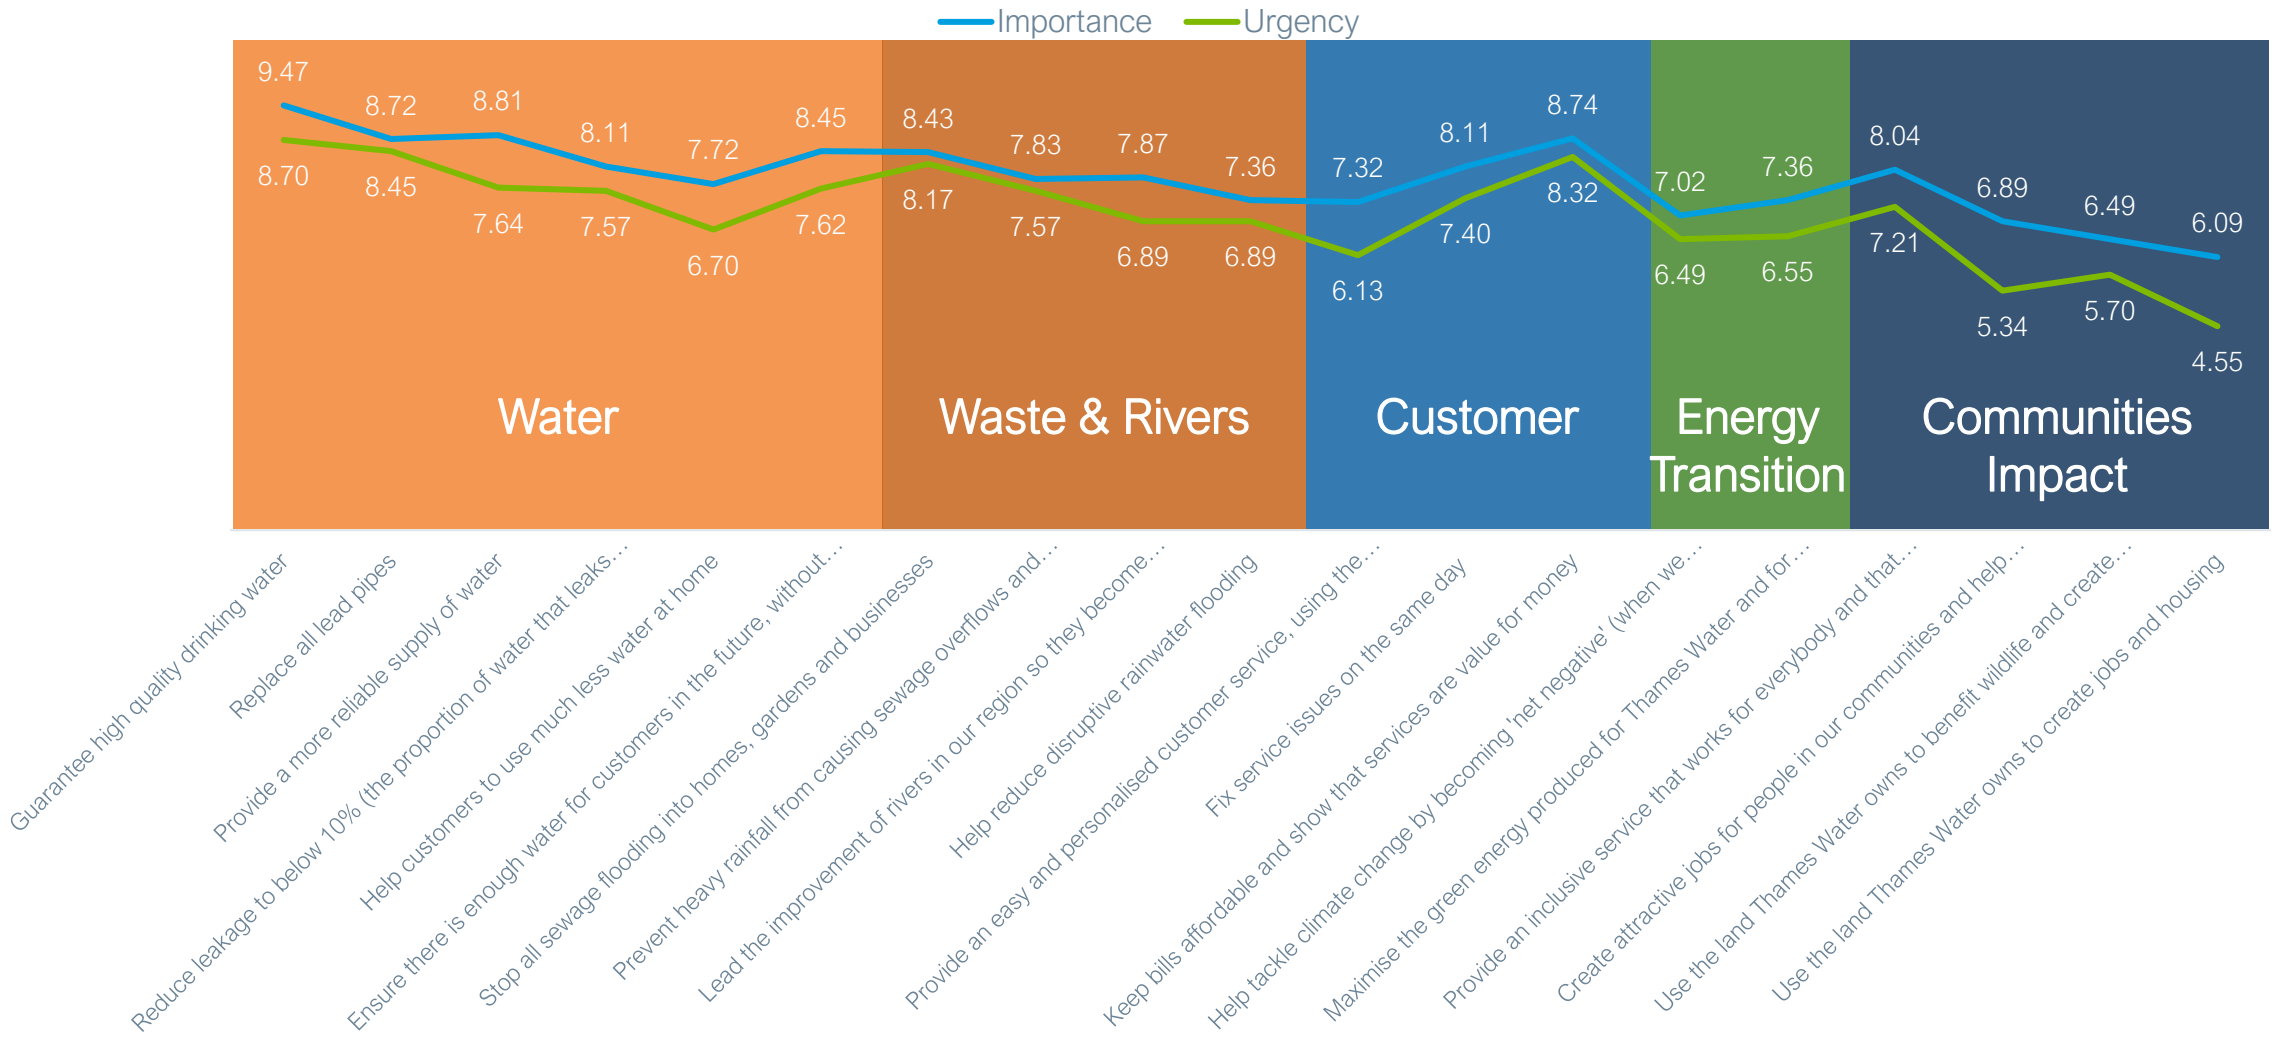 Importance Urgency
9.47 8.72 8.81 8.11 7.72 8.45 8.43 7.83 7.87 7.36 7.32 8.11 8.74 7.02 7.36 8.04 6.89 6.49 6.09
8.70 8.45 7.64 7.57 6.70 7.62 8.17 7.57 6.89 6.89 6.13 7.40 8.32 6.49 6.55 7.21 5.34 5.70 4.55
Water
Waste & Rivers
Customer
Energy
Transition
Communities
Impact
Guarantee high quality drinking water
Replace all lead pipes
Provide a more reliable supply of water
Reduce leakage to below 10% (the proportion of water that leaks…
Help customers to use much less water at home
Ensure there is enough water for customers in the future, without…
Stop all sewage flooding into homes, gardens and businesses
Prevent heavy rainfall from causing sewage overflows and…
Lead the improvement of rivers in our region so they become…
Help reduce disruptive rainwater flooding
Provide an easy and personalised customer service, using the…
Fix service issues on the same day
Keep bills affordable and show that services are value for money
Help tackle climate change by becoming 'net negative' (when we…
Maximise the green energy produced for Thames Water and for…
Provide an inclusive service that works for everybody and that…
Create attractive jobs for people in our communities and help…
Use the land Thames Water owns to benefit wildlife and create…
Use the land Thames Water owns to create jobs and housing